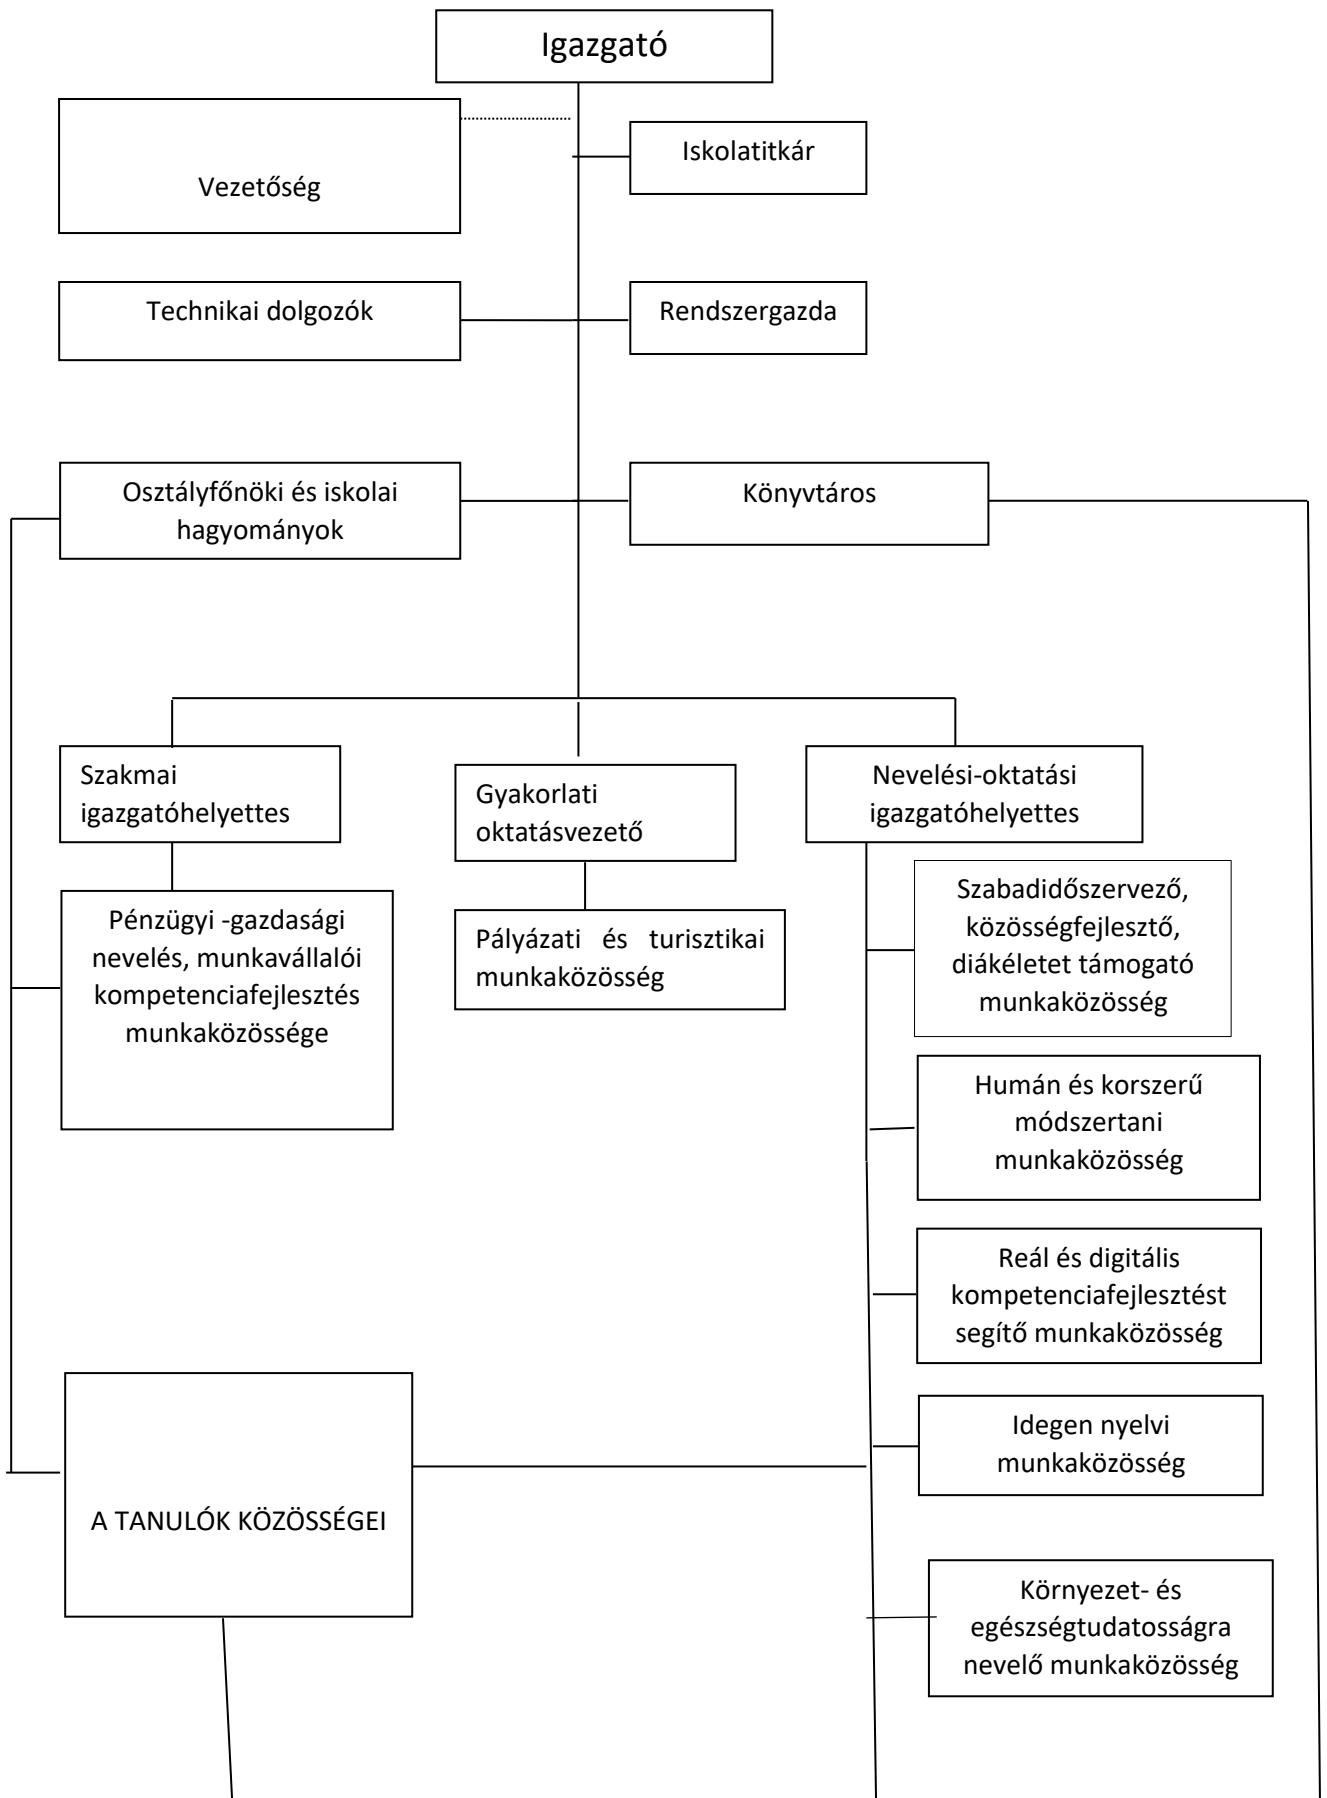 Igazgató
Iskolatitkár
Vezetőség
Technikai dolgozók
Rendszergazda
Osztályfőnöki és iskolai
hagyományok
Könyvtáros
Szakmai
igazgatóhelyettes
Gyakorlati
oktatásvezető
Nevelési-oktatási
igazgatóhelyettes
Pénzügyi -gazdasági
nevelés, munkavállalói
kompetenciafejlesztés
munkaközössége
Pályázati és turisztikai
munkaközösség
Szabadidőszervező,
közösségfejlesztő,
diákéletet támogató
munkaközösség
Humán és korszerű
módszertani
munkaközösség
Reál és digitális
kompetenciafejlesztést
segítő munkaközösség
Idegen nyelvi
munkaközösség
A TANULÓK KÖZÖSSÉGEI
Környezet- és
egészségtudatosságra
nevelő munkaközösség